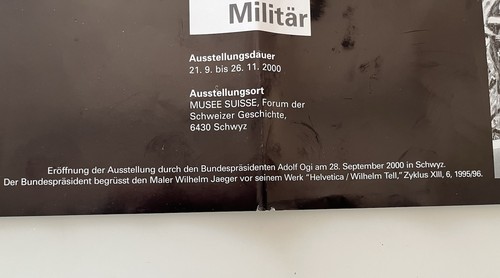 Militär
Ausstellungsdauer
21. 9. bis 26. 11. 2000
Ausstellungsort
MUSEE SUISSE, Forum der
Schweizer Geschichte,
6430 Schwyz
Eröffnung der Ausstellung durch den Bundespräsidenten Adolf Ogi am 28. September 2000 in Schwyz.
Der Bundespräsident begrüsst den Maler Wilhelm Jaeger vor seinem Werk "Helvetica / Wilhelm Tell," Zyklus XIII, 6, 1995/96.